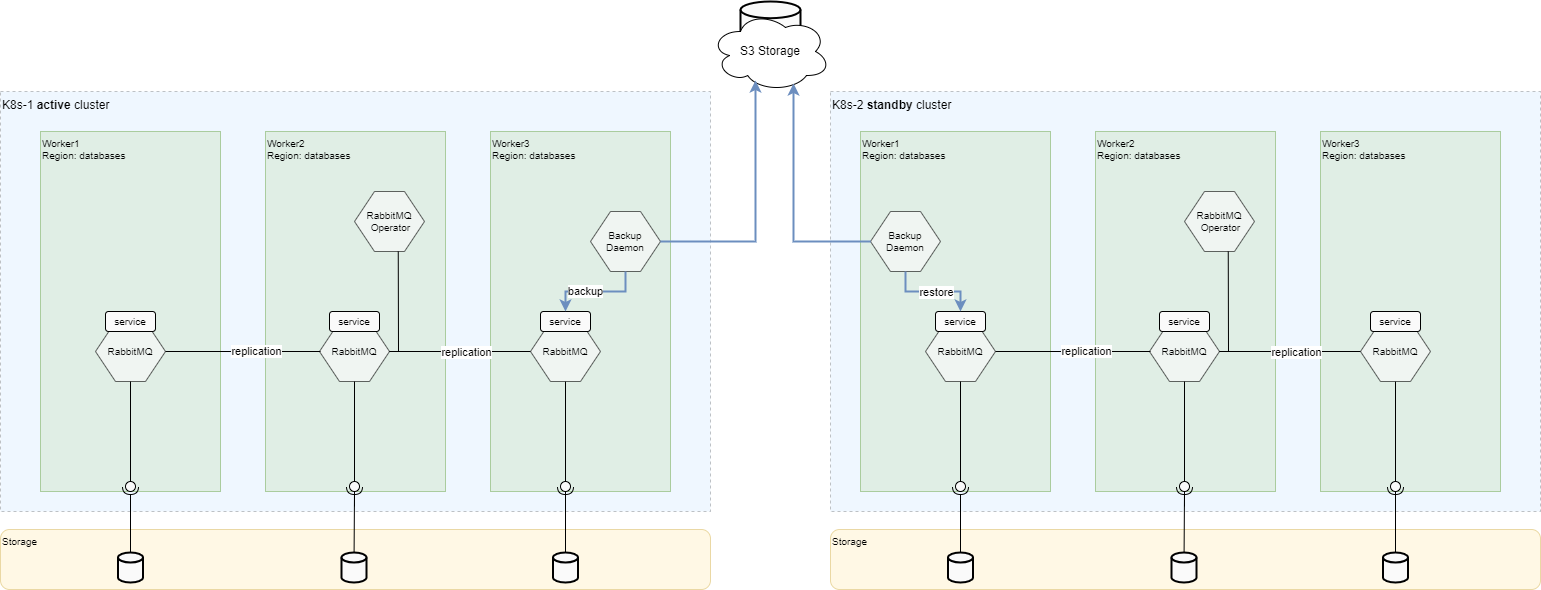 S3 Storage
K8s-1 active cluster
Worker1
Region: databases
Worker2
Region: databases
Worker3
Region: databases
RabbitMQ
Operator
Backup
Daemon
backup
service
service
service
RabbitMQ
replication
RabbitMQ
replication
RabbitMQ
Storage
K8s-2 standby cluster
Worker1
Region: databases
Worker2
Region: databases
Worker3
Region: databases
Backup
Daemon
RabbitMQ
Operator
restore
service
service
service
RabbitMQ
replication
RabbitMQ
replication
RabbitMQ
Storage